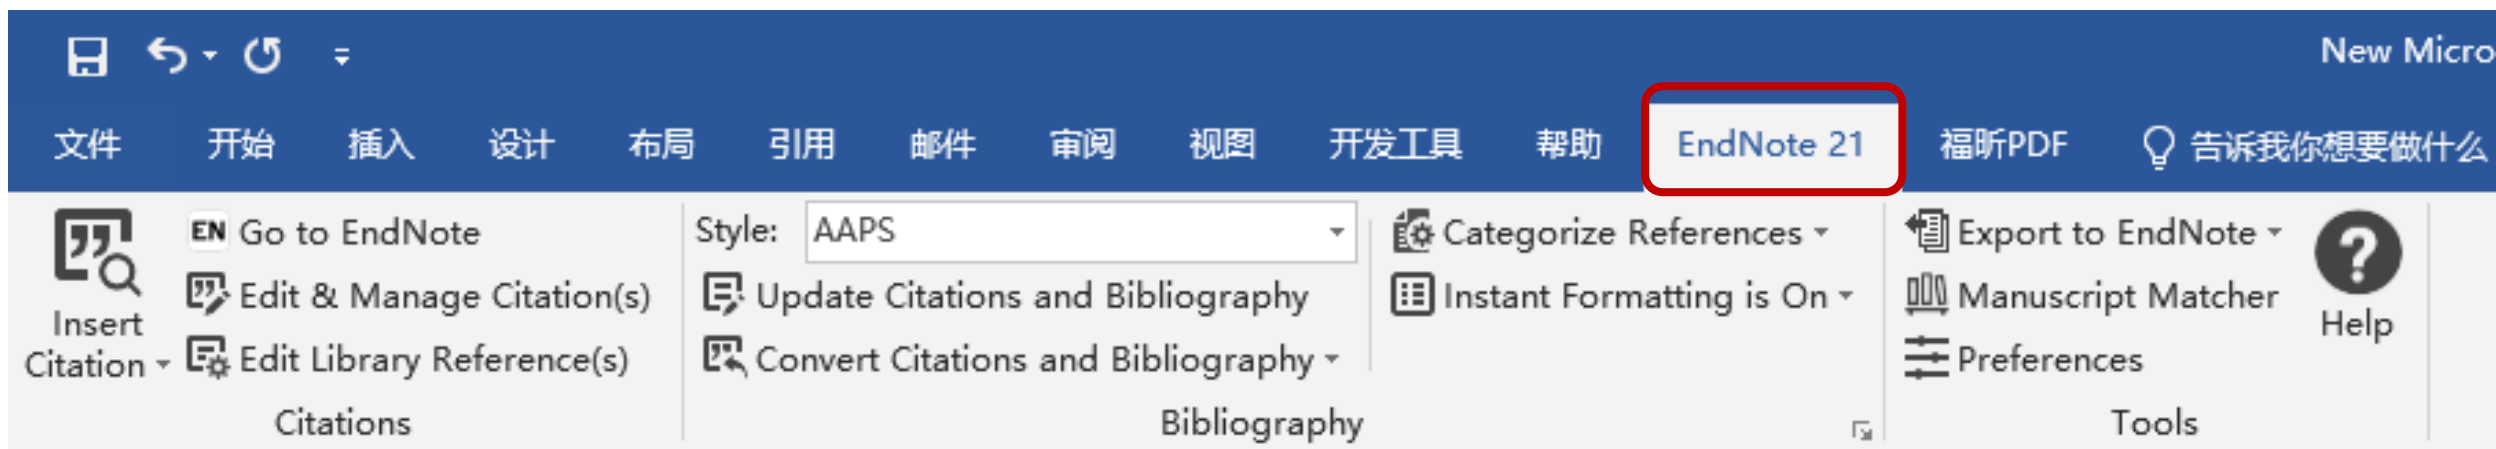 New Micro
文件 开始 插入 设计 布局 引用 邮件 审阅 视图 开发工具 帮助 EndNote 21 福昕PDF 告诉我你想要做什么
Insert
Citation
EN Go to EndNote
Edit & Manage Citation(s)
Edit Library Reference(s)
Citations
Style: AAPS
Update Citations and Bibliography
Convert Citations and Bibliography
Categorize References
Instant Formatting is On
Bibliography
Export to EndNote
Manuscript Matcher
Preferences
Help
Tools